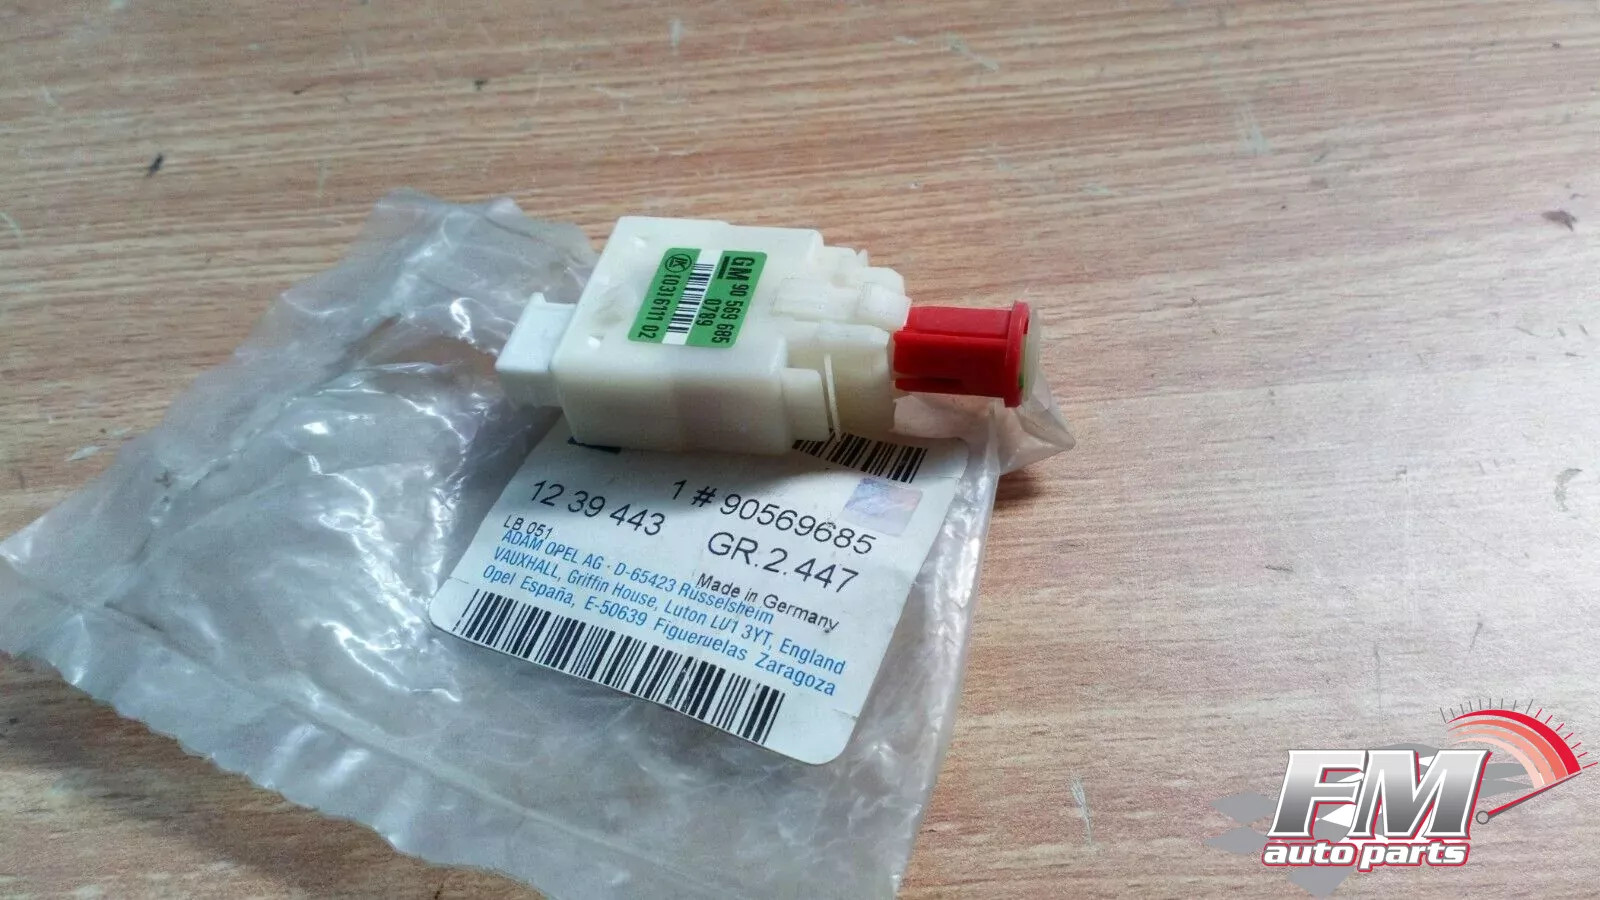 GM 90 569 685
0789
10316111 02
1 # 90569685
12 39 443
GR.2.447
LB 051
Made in Germany
ADAM OPEL AG · D-65423 Rüsselsheim
VAUXHALL, Griffin House, Luton LU1 3YT, England
Opel España, E-50639 Figueruelas Zaragoza
FM
auto parts